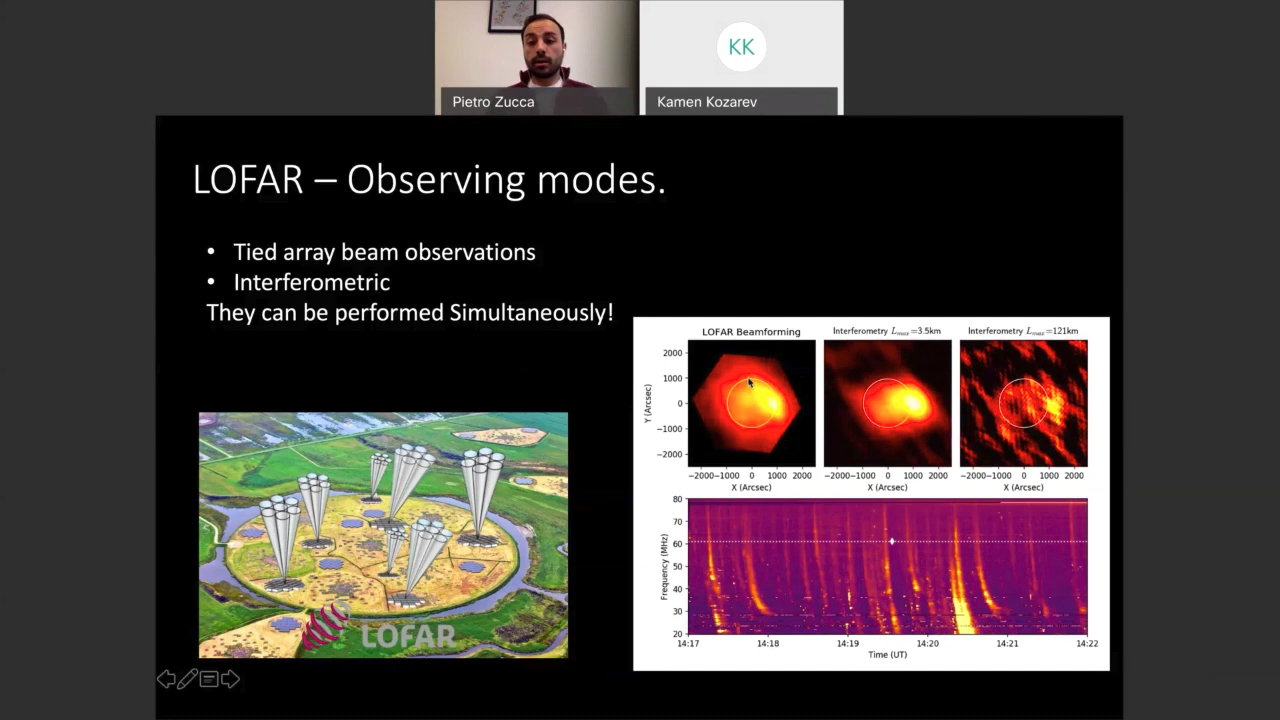 KK
Pietro Zucca
Kamen Kozarev
LOFAR – Observing modes.
• Tied array beam observations
• Interferometric
They can be performed Simultaneously!
LOFAR Beamforming
Interferometry Lmax=3.5km
Interferometry Lmax=121km
2000
1000
0
−1000
−2000
Y (Arcsec)
−2000−1000 0 1000 2000
−2000−1000 0 1000 2000
−2000−1000 0 1000 2000
X (Arcsec)
X (Arcsec)
X (Arcsec)
80
70
60
50
40
30
20
Frequency (MHz)
14:17 14:18 14:19 14:20 14:21 14:22
Time (UT)
LOFAR